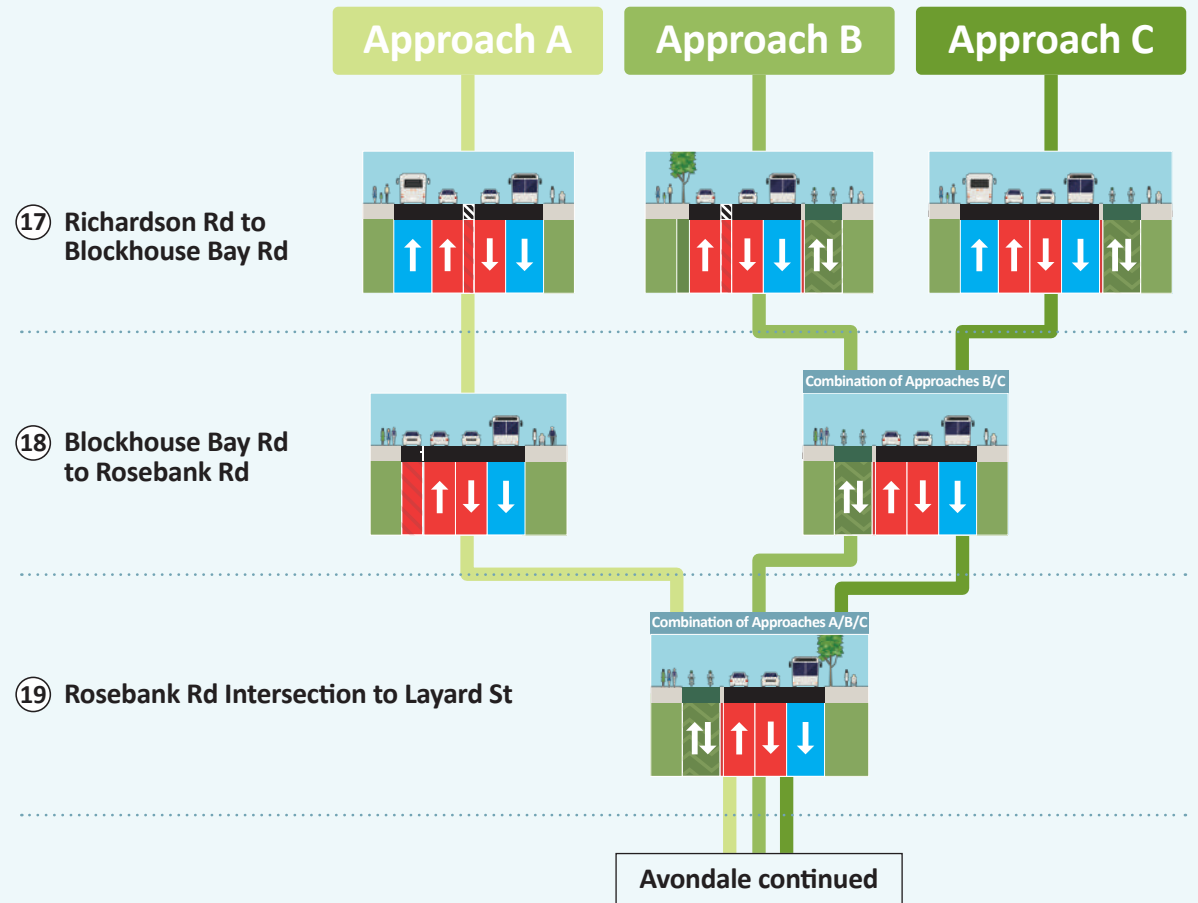 Approach A
Approach B
Approach C
17 Richardson Rd to
Blockhouse Bay Rd
Combination of Approaches B/C
18 Blockhouse Bay Rd
to Rosebank Rd
Combination of Approaches A/B/C
19 Rosebank Rd Intersection to Layard St
Avondale continued